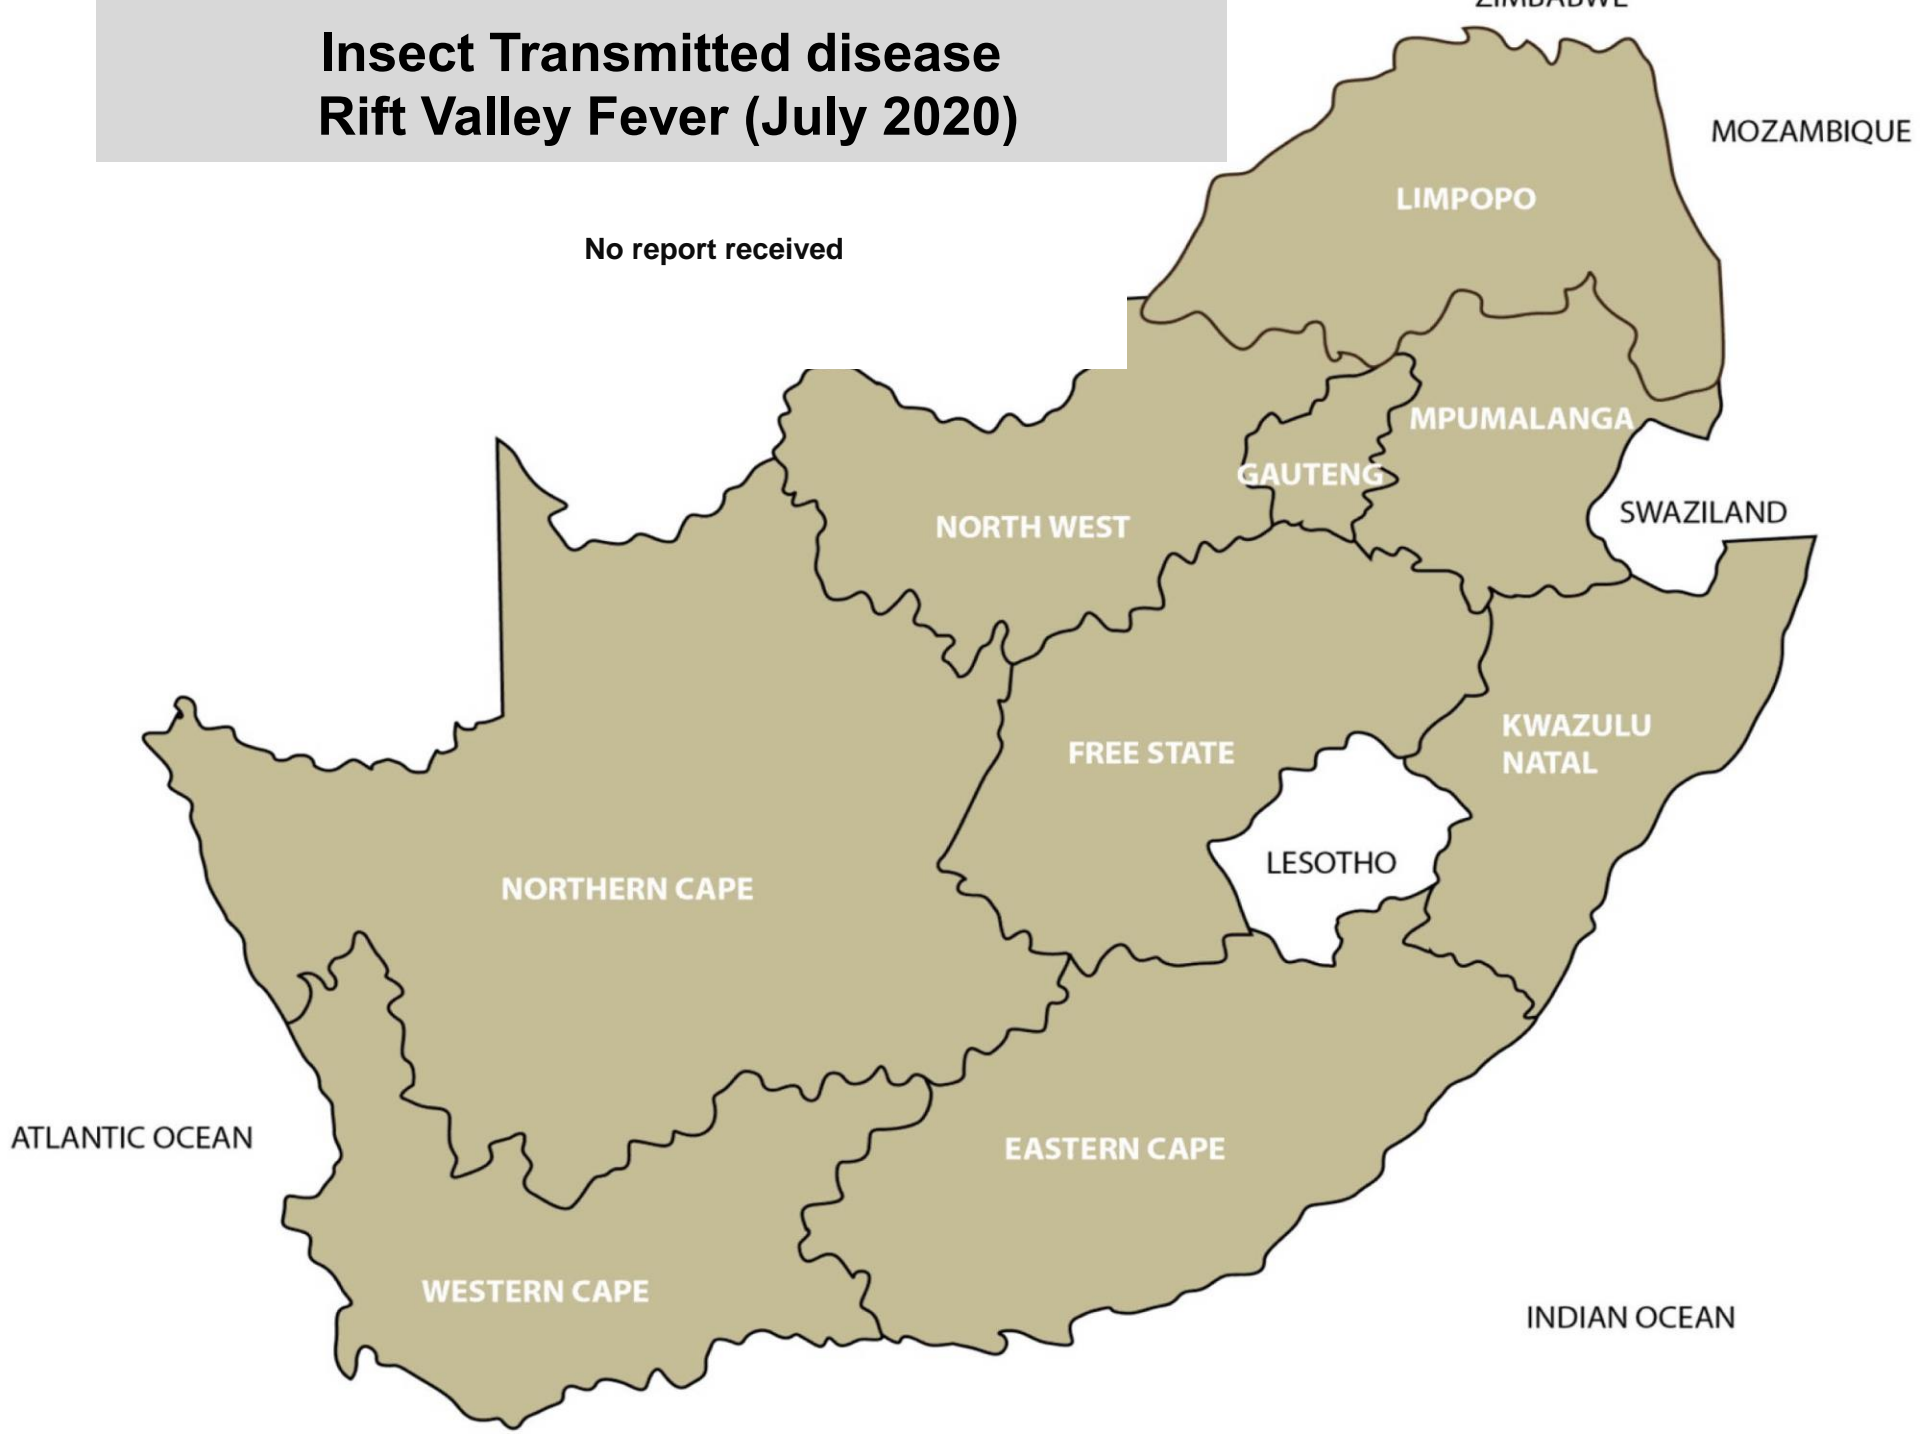 ZIMBABWE
Insect Transmitted disease
Rift Valley Fever (July 2020)
MOZAMBIQUE
LIMPOPO
No report received
MPUMALANGA
GAUTENG
SWAZILAND
NORTH WEST
KWAZULU
NATAL
FREE STATE
LESOTHO
NORTHERN CAPE
ATLANTIC OCEAN
EASTERN CAPE
WESTERN CAPE
INDIAN OCEAN